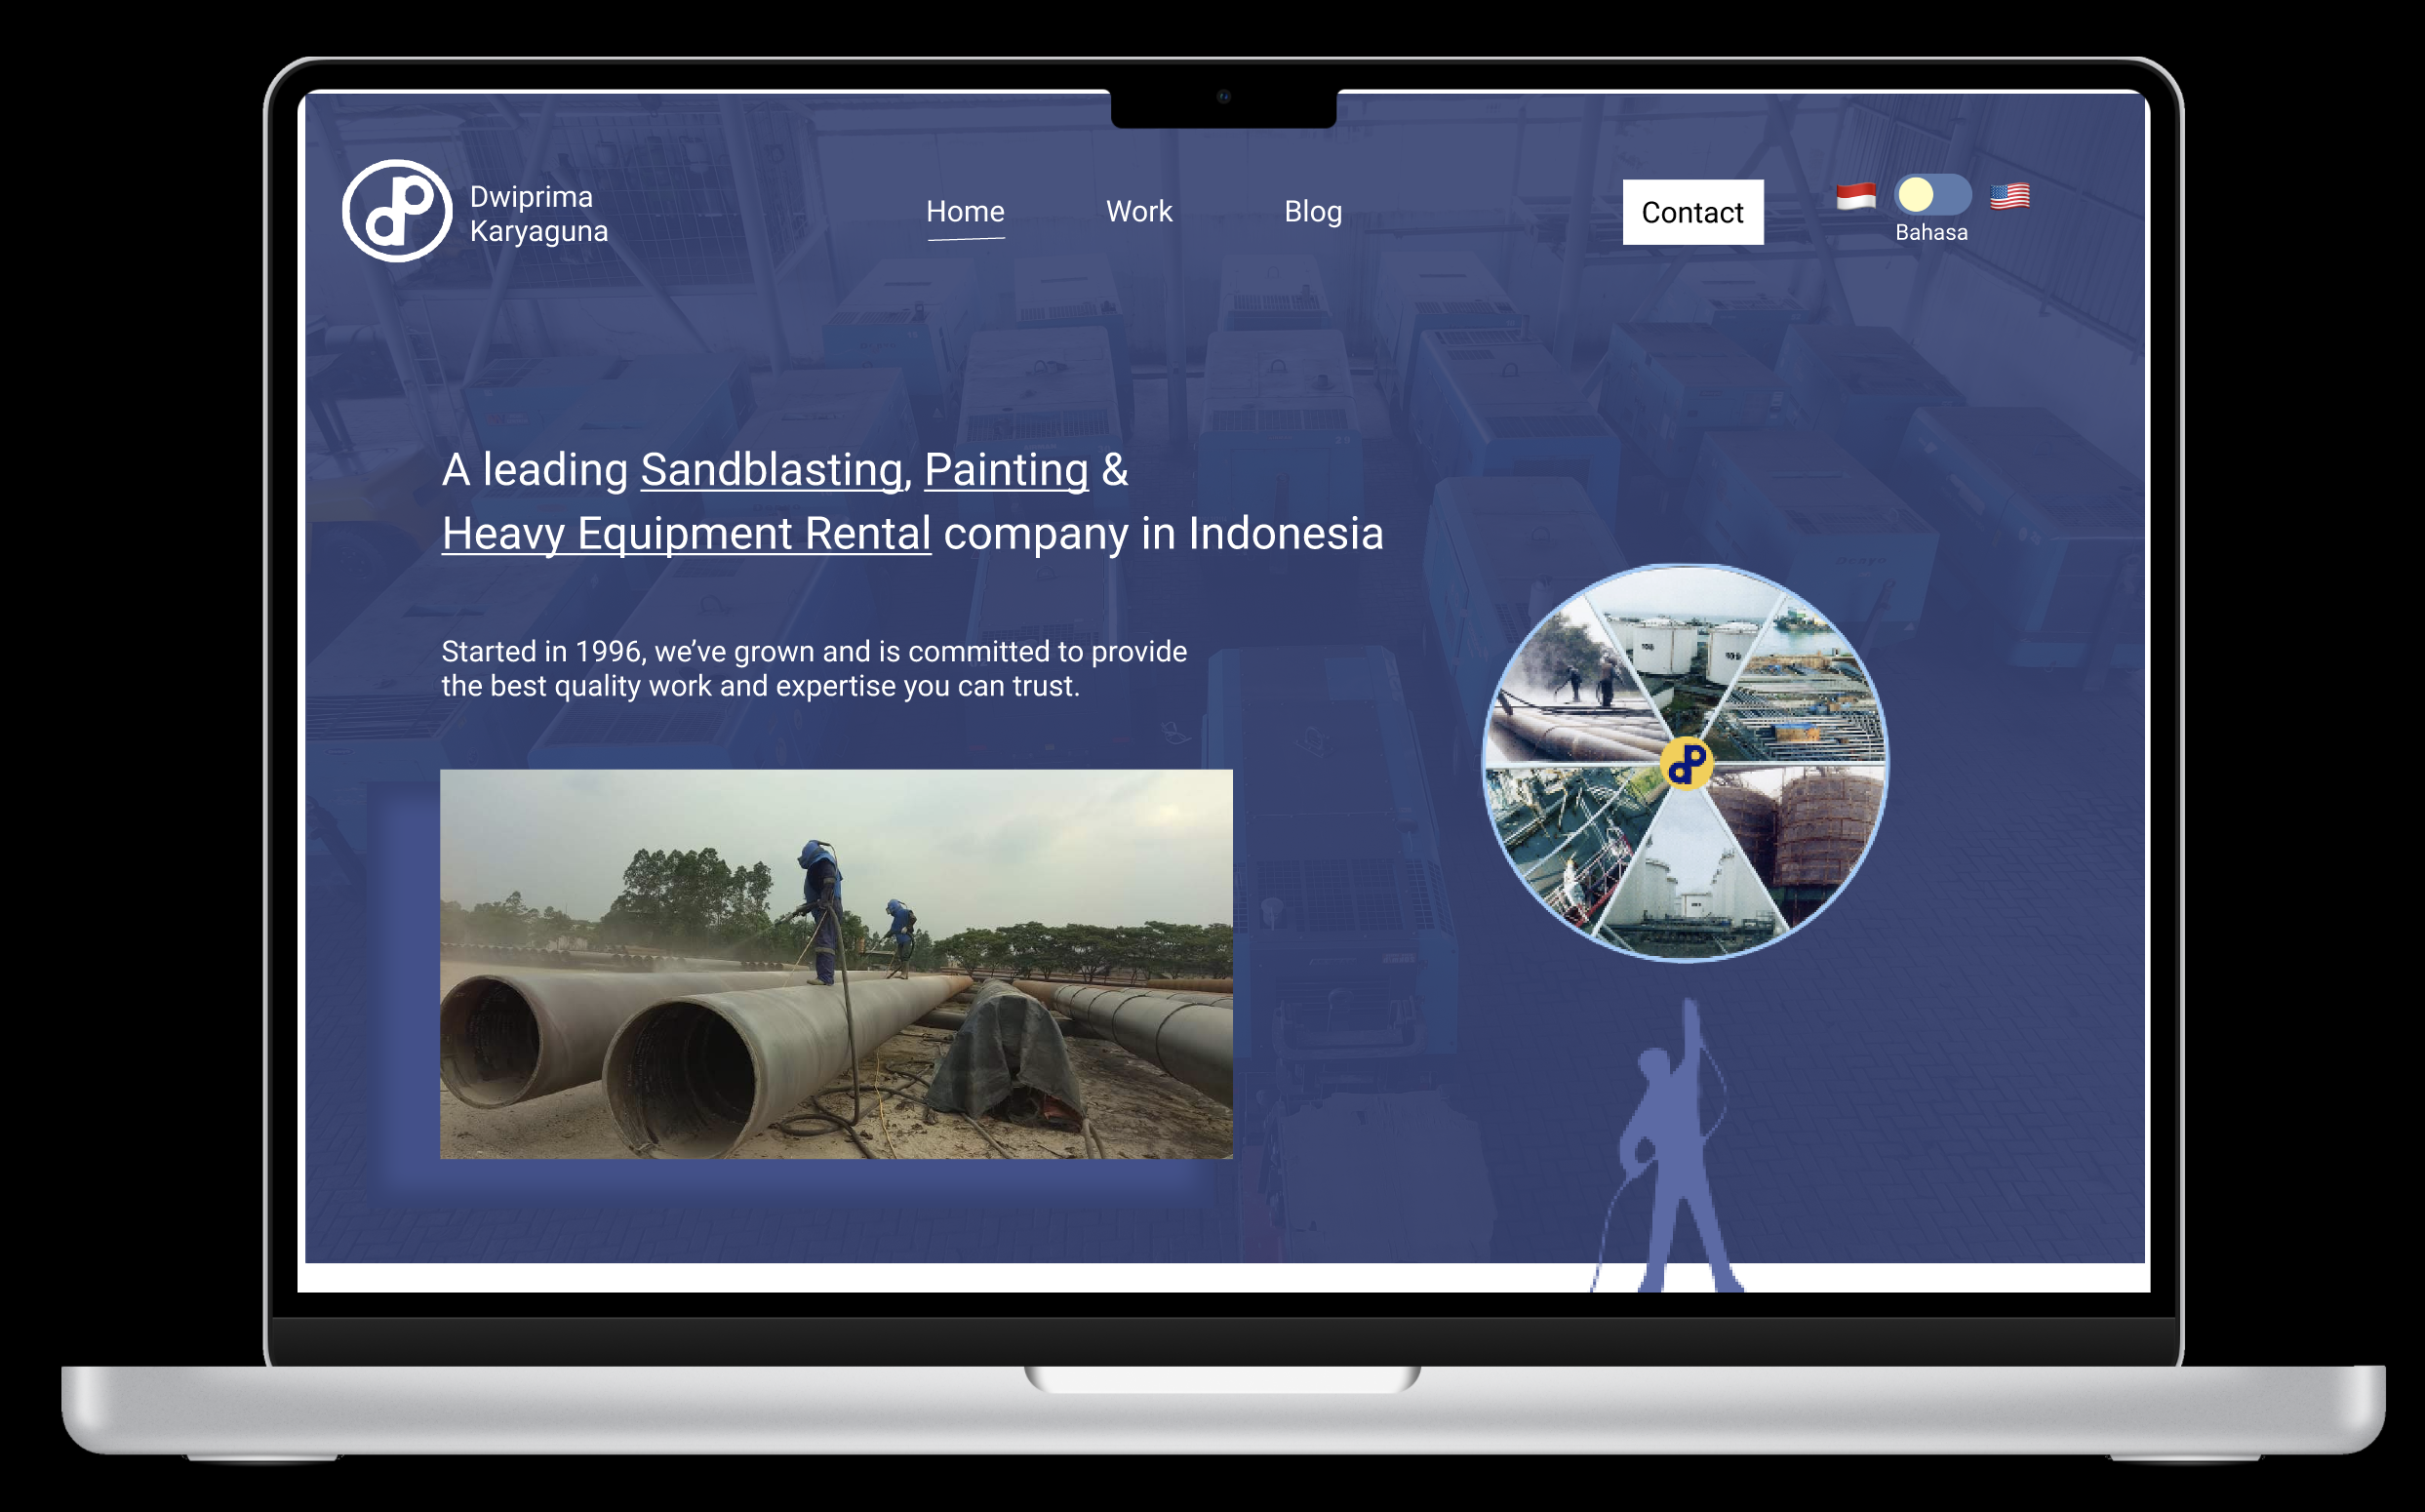 Dwiprima
Karyaguna
Home
Work
Blog
Contact
Bahasa
A leading Sandblasting, Painting &
Heavy Equipment Rental company in Indonesia
Started in 1996, we’ve grown and is committed to provide
the best quality work and expertise you can trust.
dP